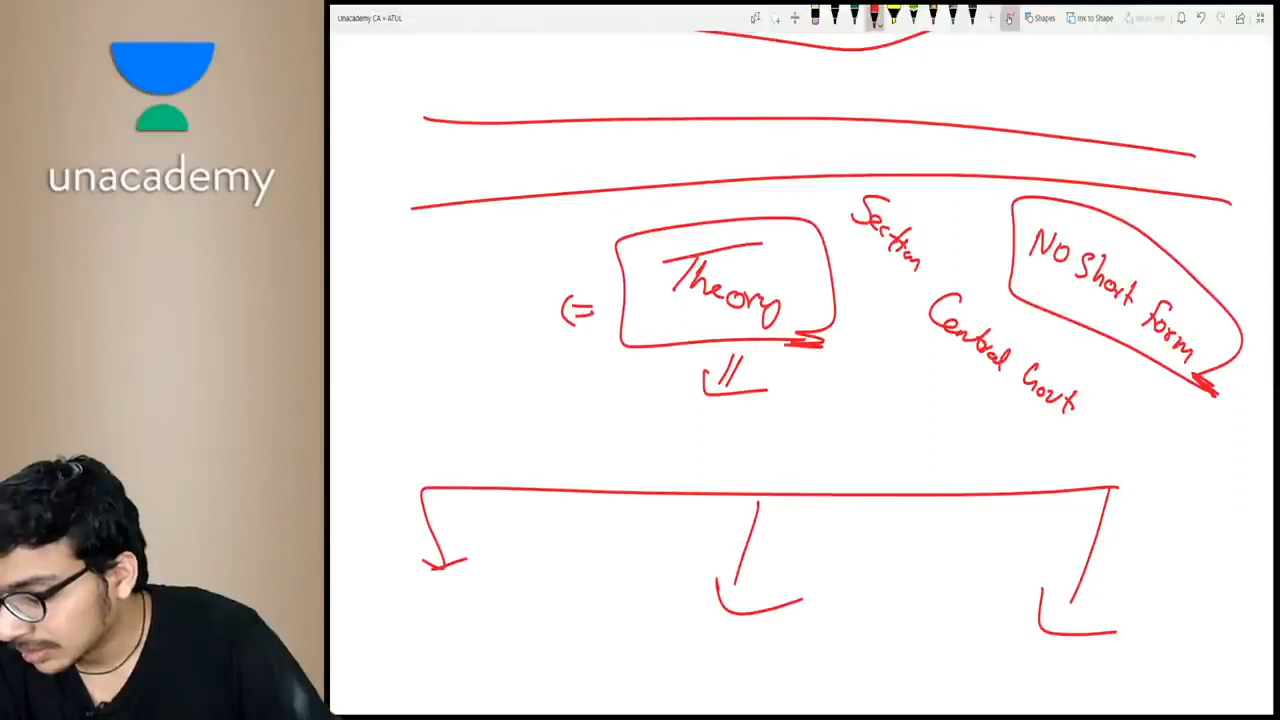 Unacademy CA > ATUL
Shapes
Ink to Shape
unacademy
Section
No Short form
Theory
Central Govt